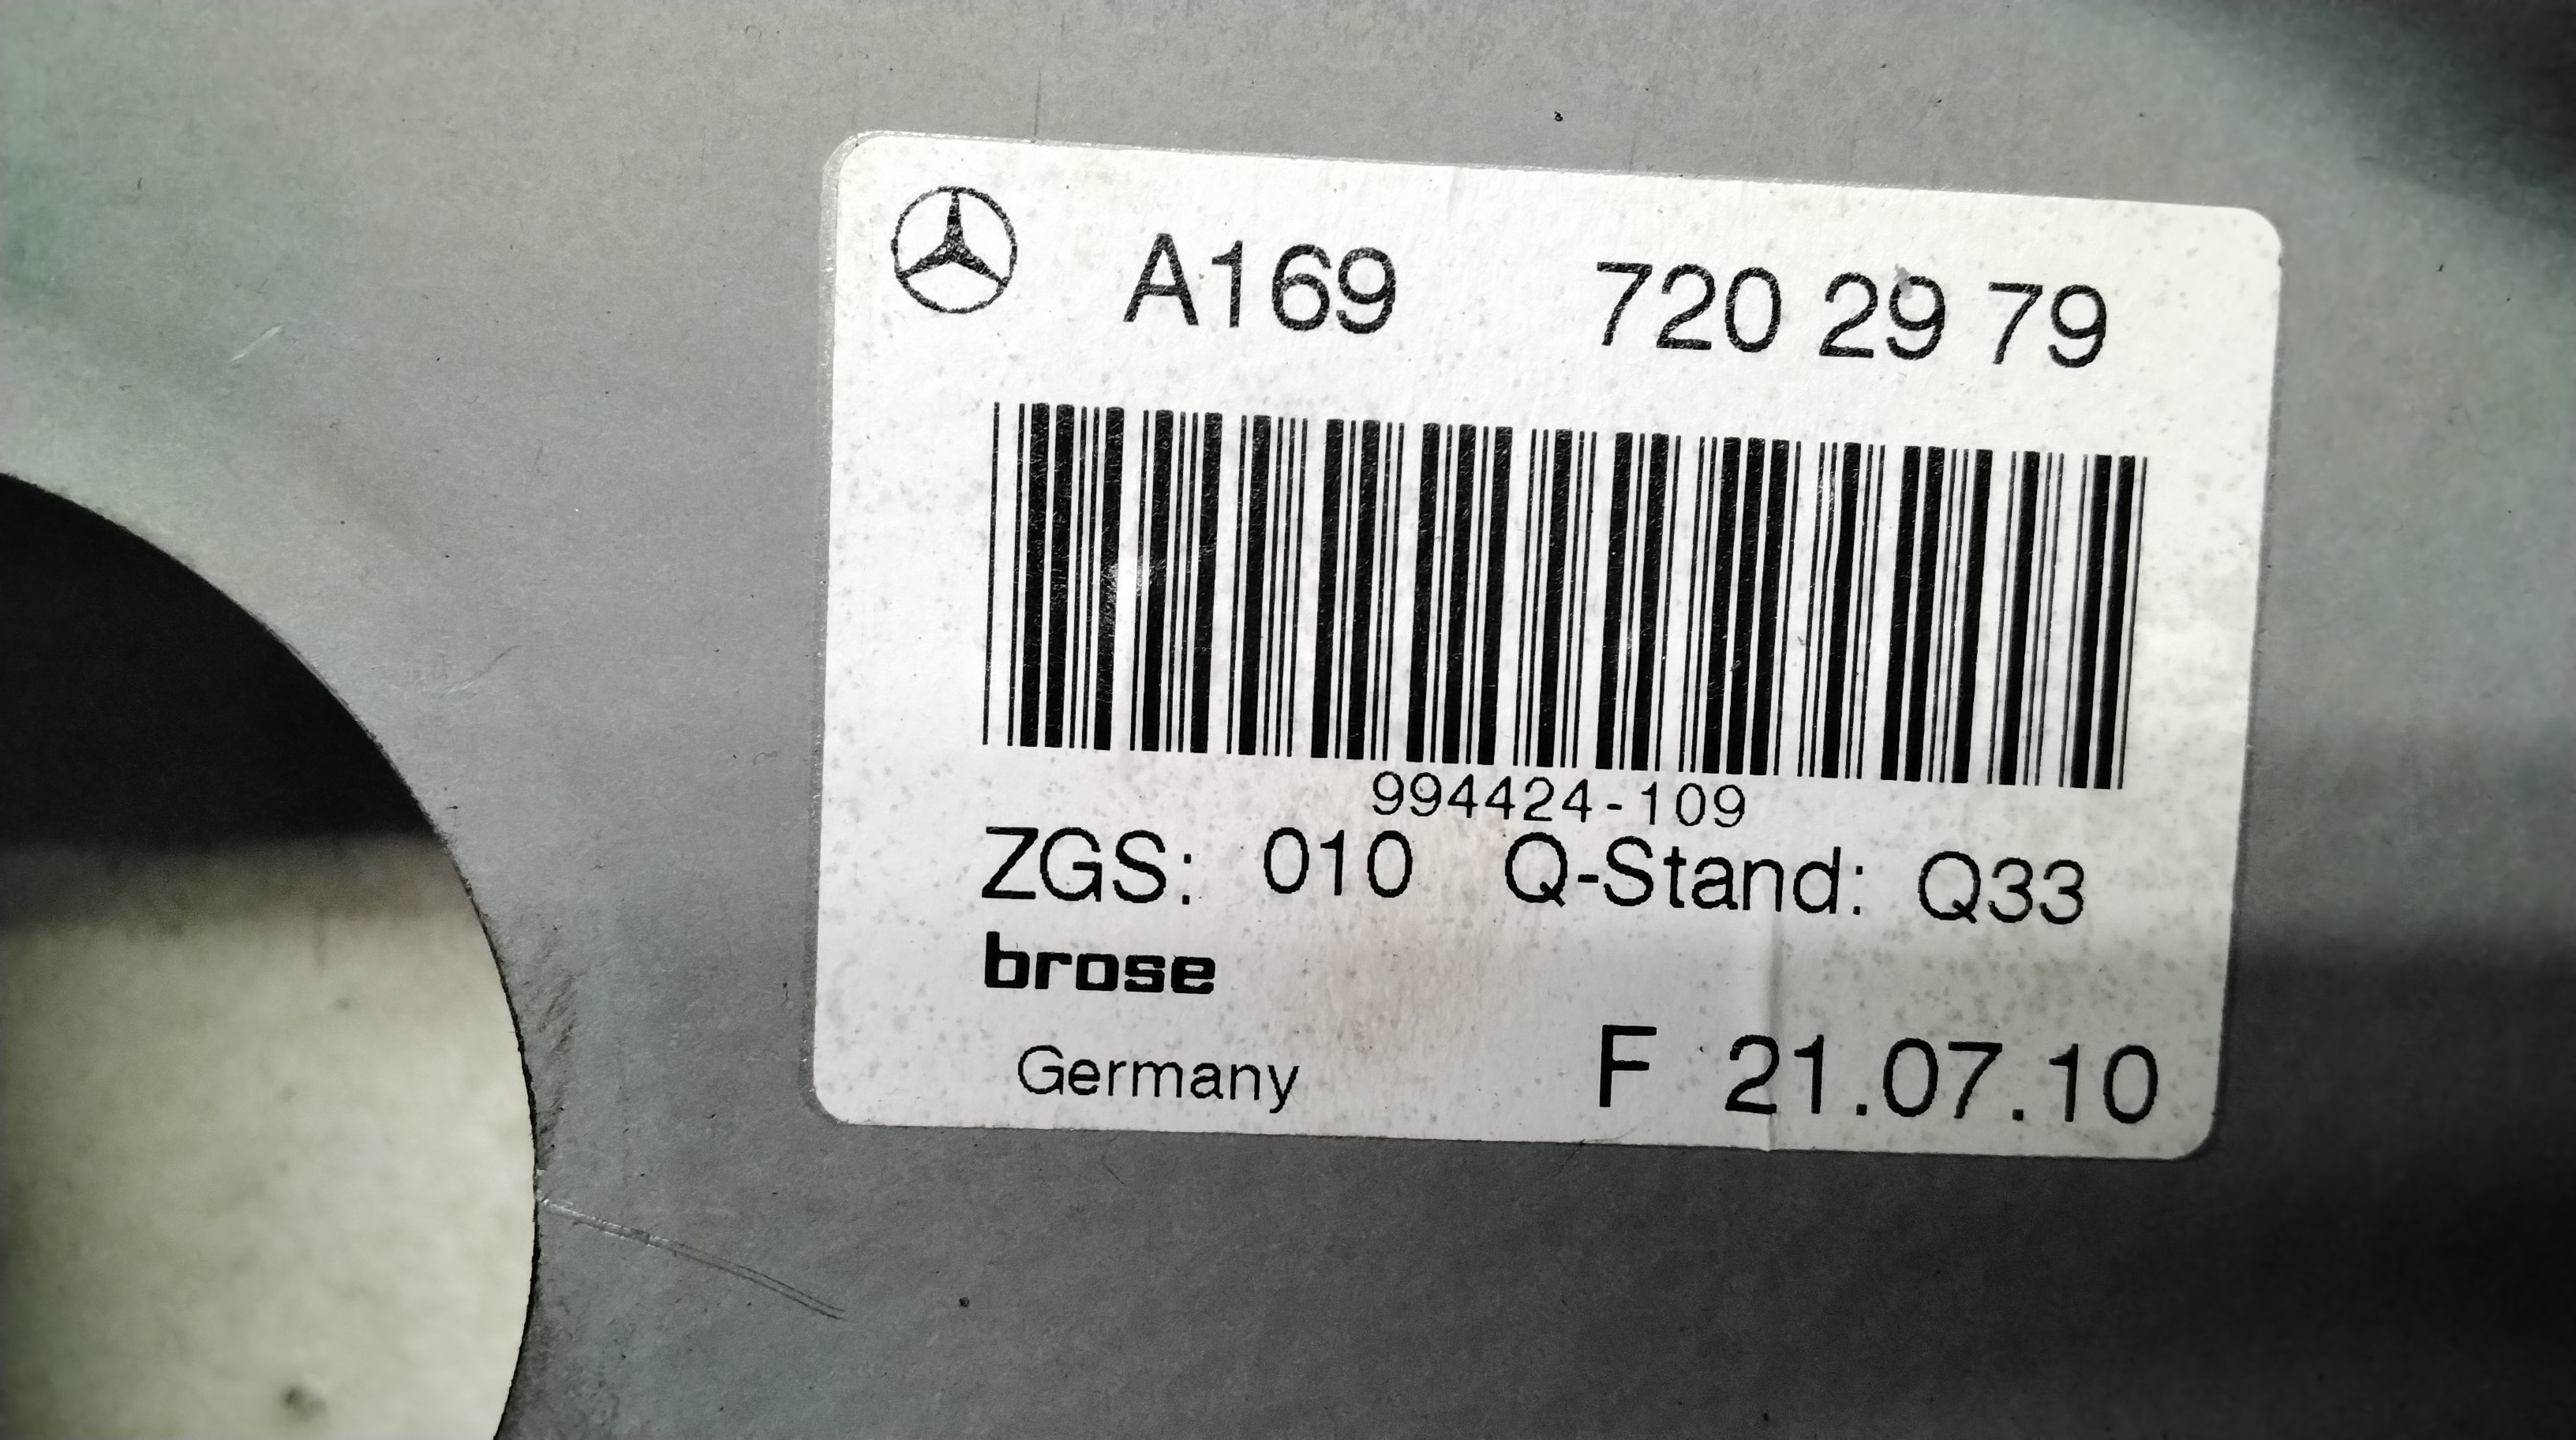 A169 720 29 79
994424-109
ZGS: 010 Q-Stand: Q33
brose
Germany F 21.07.10